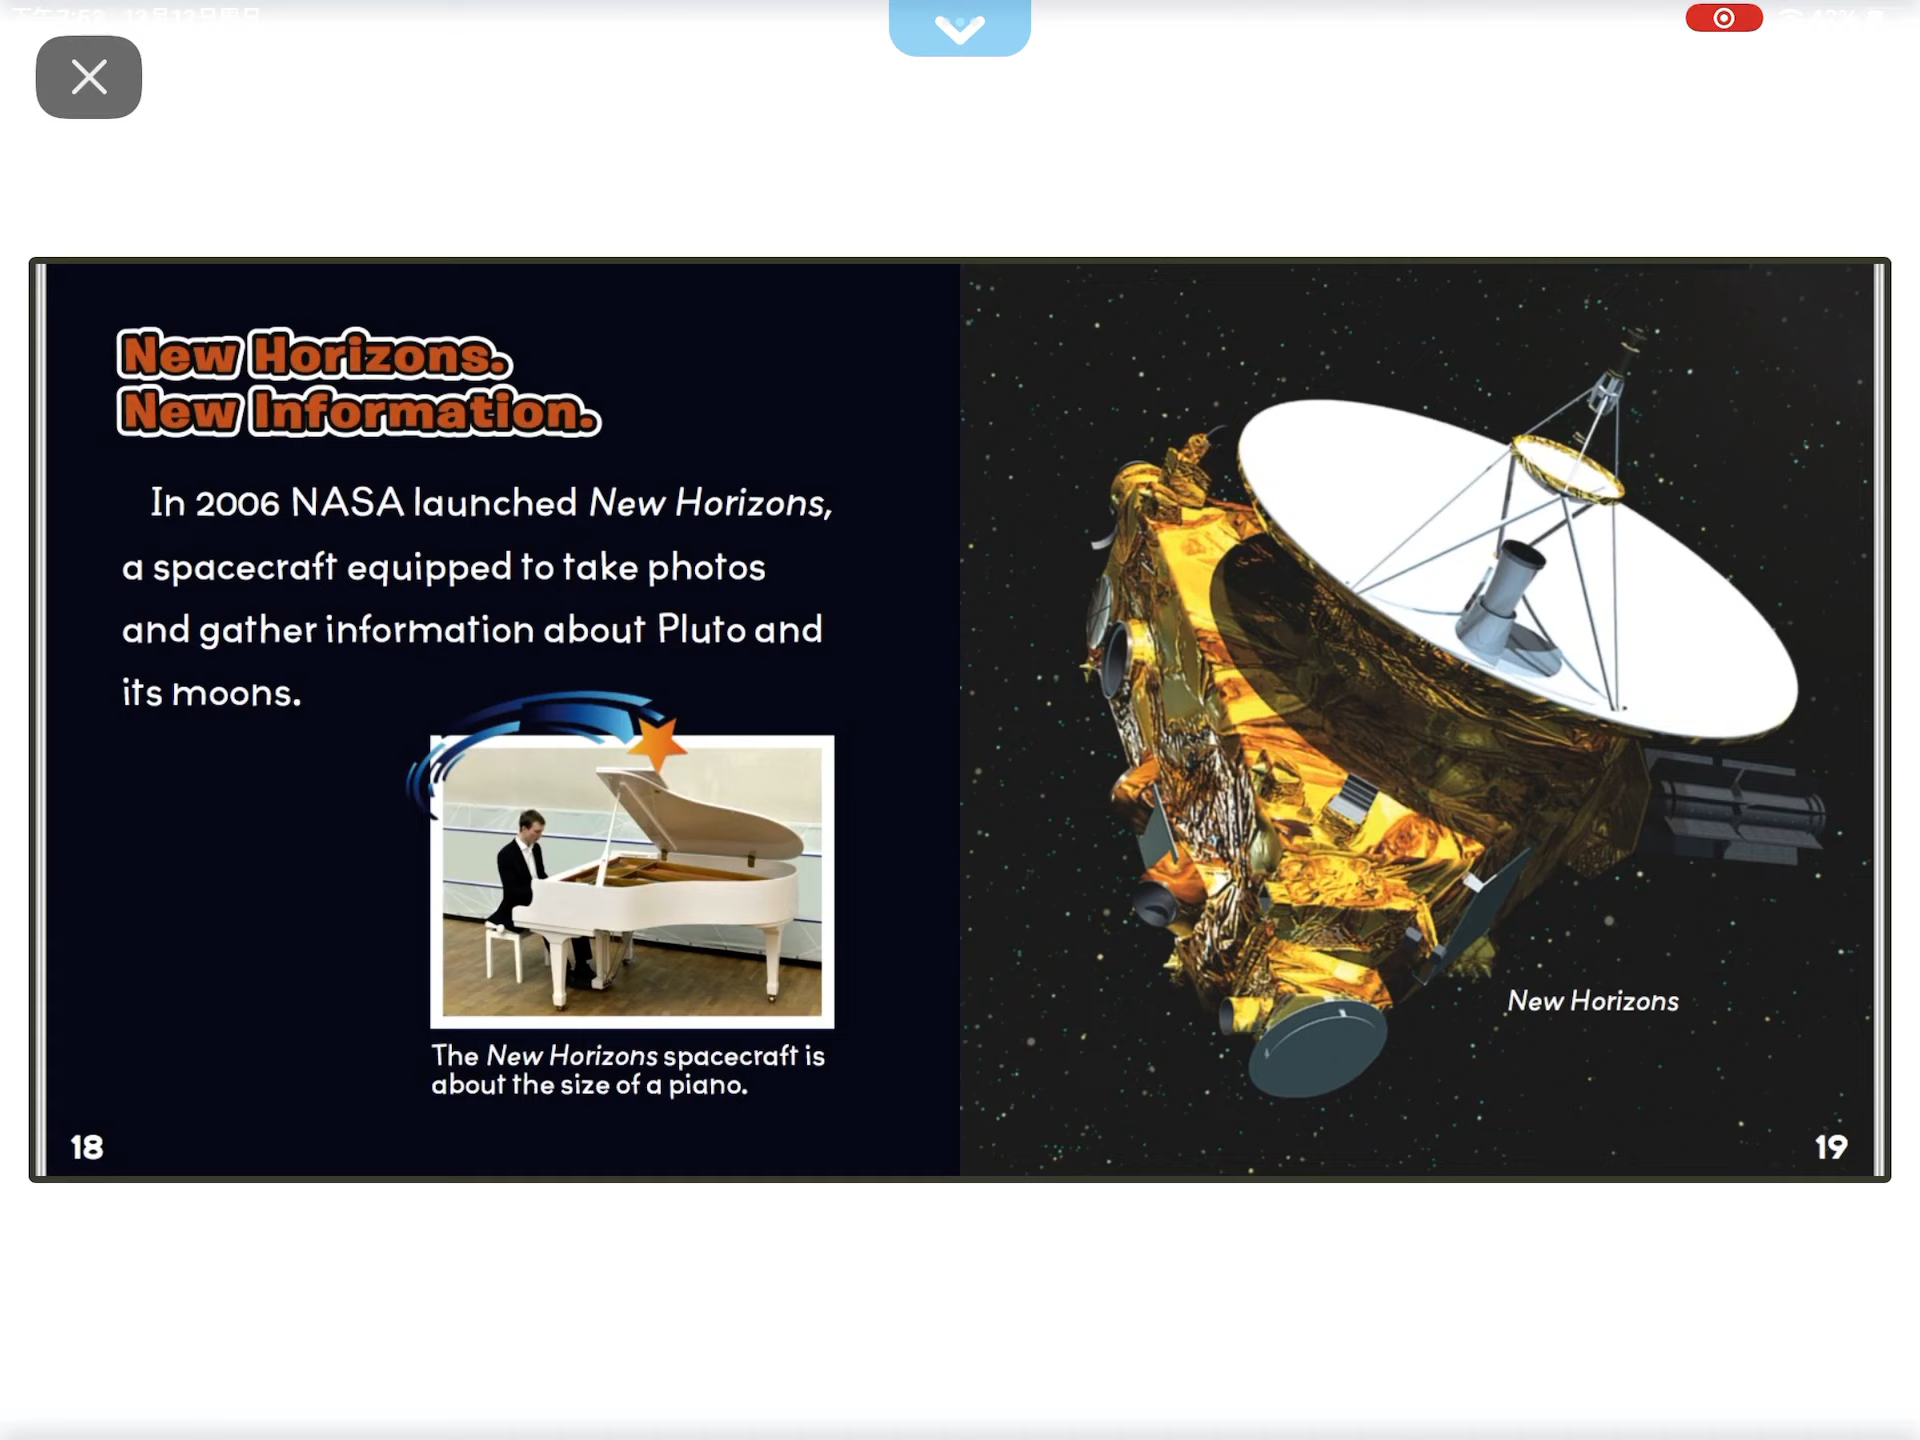 New Horizons.
New Information.
In 2006 NASA launched New Horizons,
a spacecraft equipped to take photos
and gather information about Pluto and
its moons.
The New Horizons spacecraft is
about the size of a piano.
18
New Horizons
19